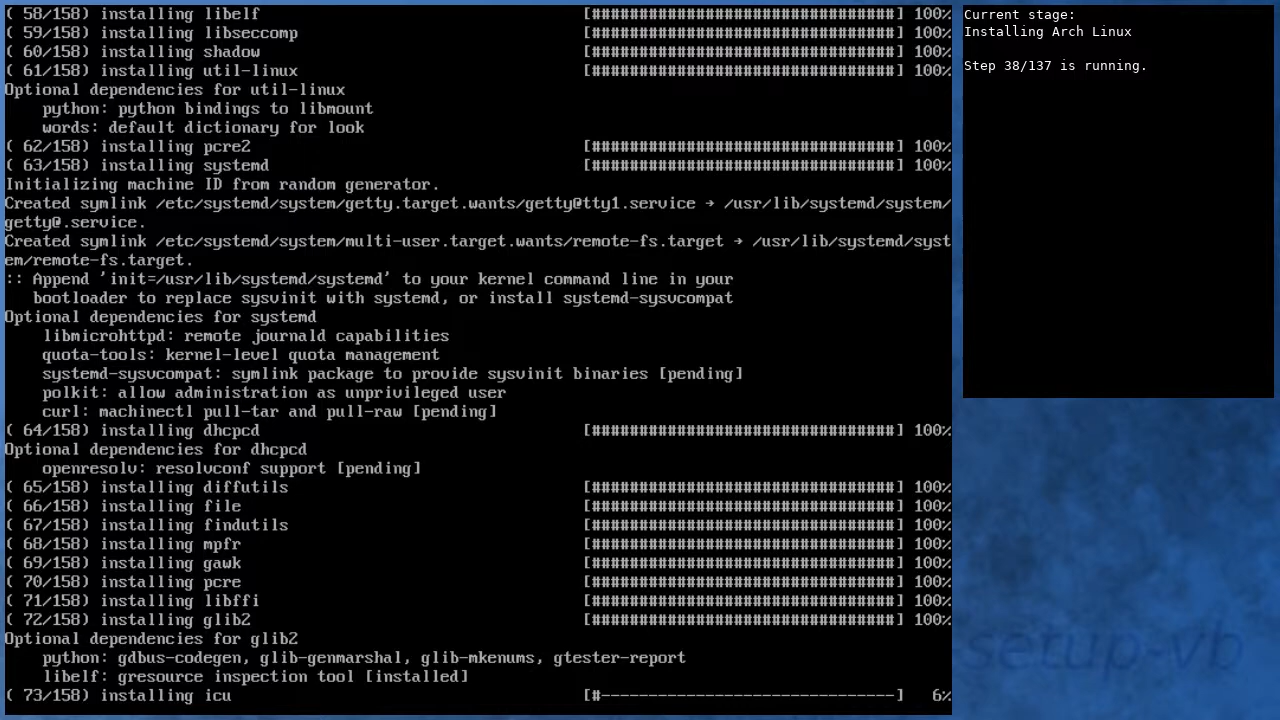 ( 58/158) installing libelf [################################] 100%
( 59/158) installing libseccomp [################################] 100%
( 60/158) installing shadow [################################] 100%
( 61/158) installing util-linux [################################] 100%
Optional dependencies for util-linux
    python: python bindings to libmount
    words: default dictionary for look
( 62/158) installing pcre2 [################################] 100%
( 63/158) installing systemd [################################] 100%
Initializing machine ID from random generator.
Created symlink /etc/systemd/system/getty.target.wants/getty@tty1.service → /usr/lib/systemd/system/
getty@.service.
Created symlink /etc/systemd/system/multi-user.target.wants/remote-fs.target → /usr/lib/systemd/syst
em/remote-fs.target.
:: Append 'init=/usr/lib/systemd/systemd' to your kernel command line in your
   bootloader to replace sysvinit with systemd, or install systemd-sysvcompat
Optional dependencies for systemd
    libmicrohttpd: remote journald capabilities
    quota-tools: kernel-level quota management
    systemd-sysvcompat: symlink package to provide sysvinit binaries [pending]
    polkit: allow administration as unprivileged user
    curl: machinectl pull-tar and pull-raw [pending]
( 64/158) installing dhcpcd [################################] 100%
Optional dependencies for dhcpcd
    openresolv: resolvconf support [pending]
( 65/158) installing diffutils [################################] 100%
( 66/158) installing file [################################] 100%
( 67/158) installing findutils [################################] 100%
( 68/158) installing mpfr [################################] 100%
( 69/158) installing gawk [################################] 100%
( 70/158) installing pcre [################################] 100%
( 71/158) installing libffi [################################] 100%
( 72/158) installing glib2 [################################] 100%
Optional dependencies for glib2
    python: gdbus-codegen, glib-genmarshal, glib-mkenums, gtester-report
    libelf: gresource inspection tool [installed]
( 73/158) installing icu [#-------------------------------] 6%
Current stage:
Installing Arch Linux
Step 38/137 is running.
setup-vb